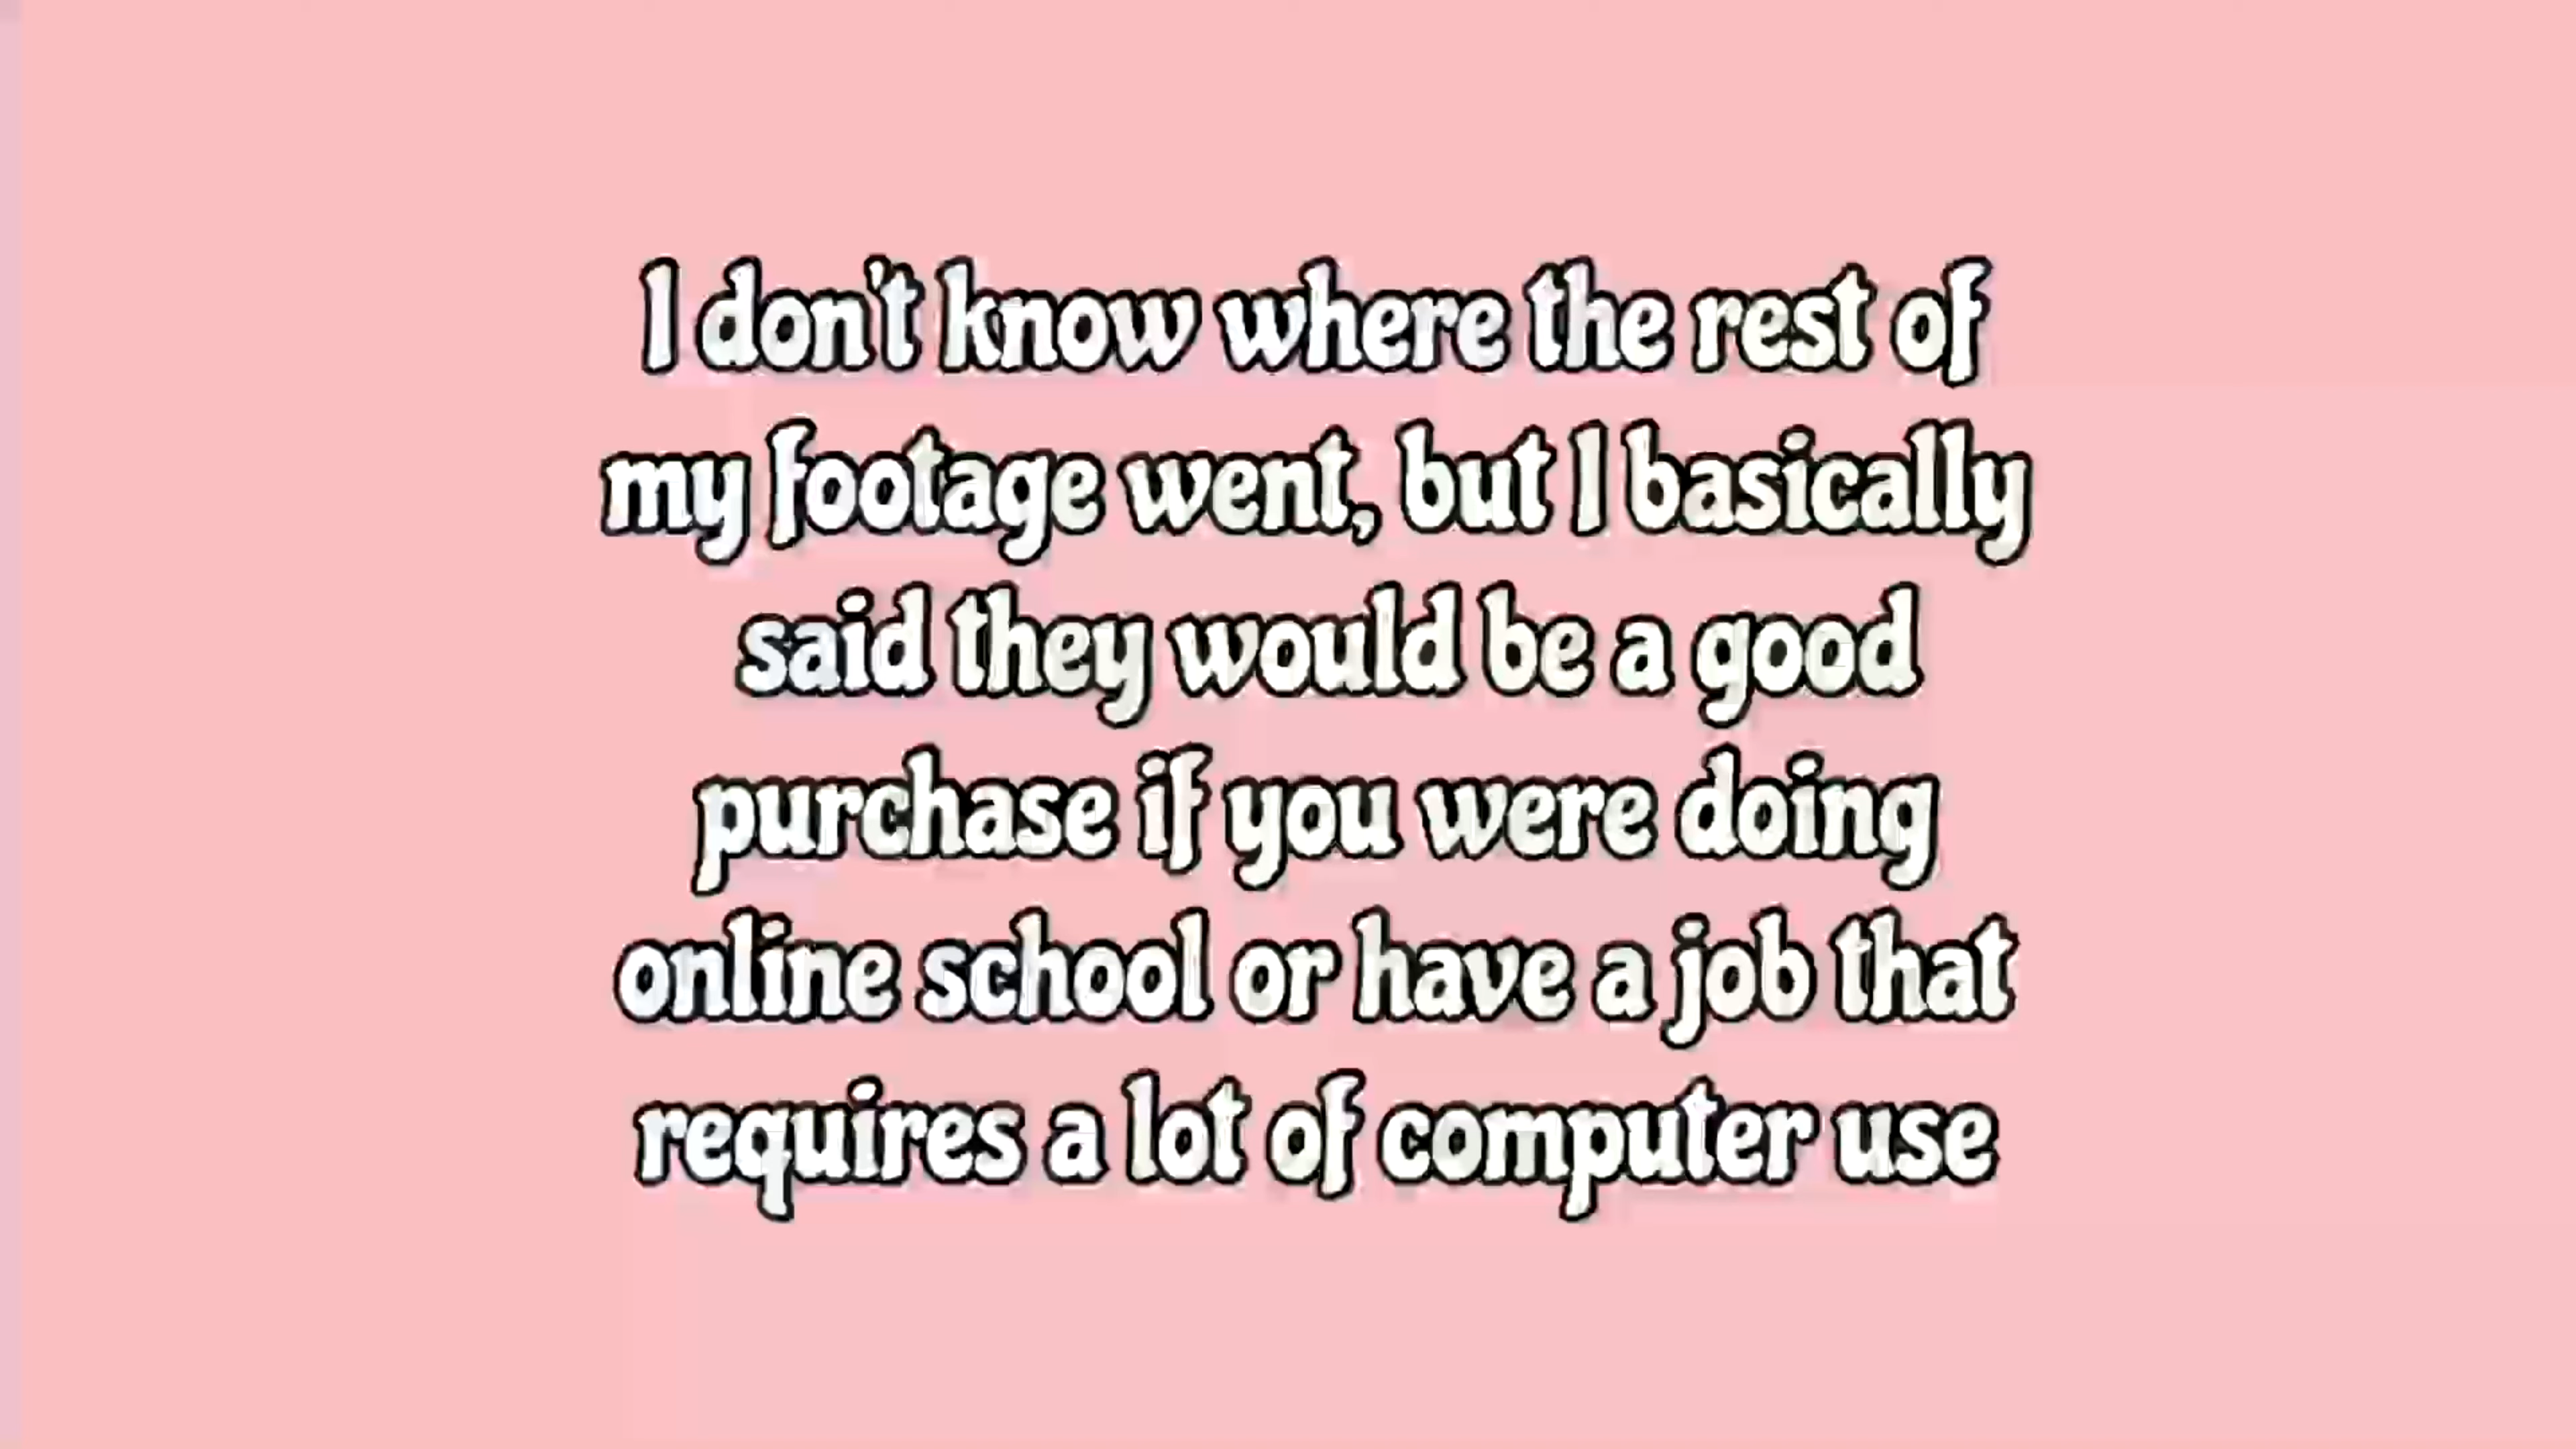 I don't know where the rest of
my footage went, but I basically
said they would be a good
purchase if you were doing
online school or have a job that
requires a lot of computer use